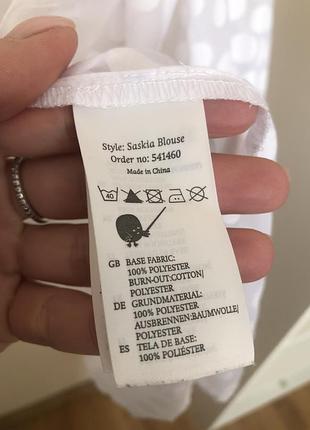 Style: Saskia Blouse
Order no: 541460
Made in China
40
GB BASE FABRIC:
100% POLYESTER
BURN-OUT:COTTON/
POLYESTER
DE GRUNDMATERIAL:
100% POLYESTER
AUSBRENNEN:BAUMWOLLE/
POLYESTER
ES TELA DE BASE:
100% POLIÉSTER